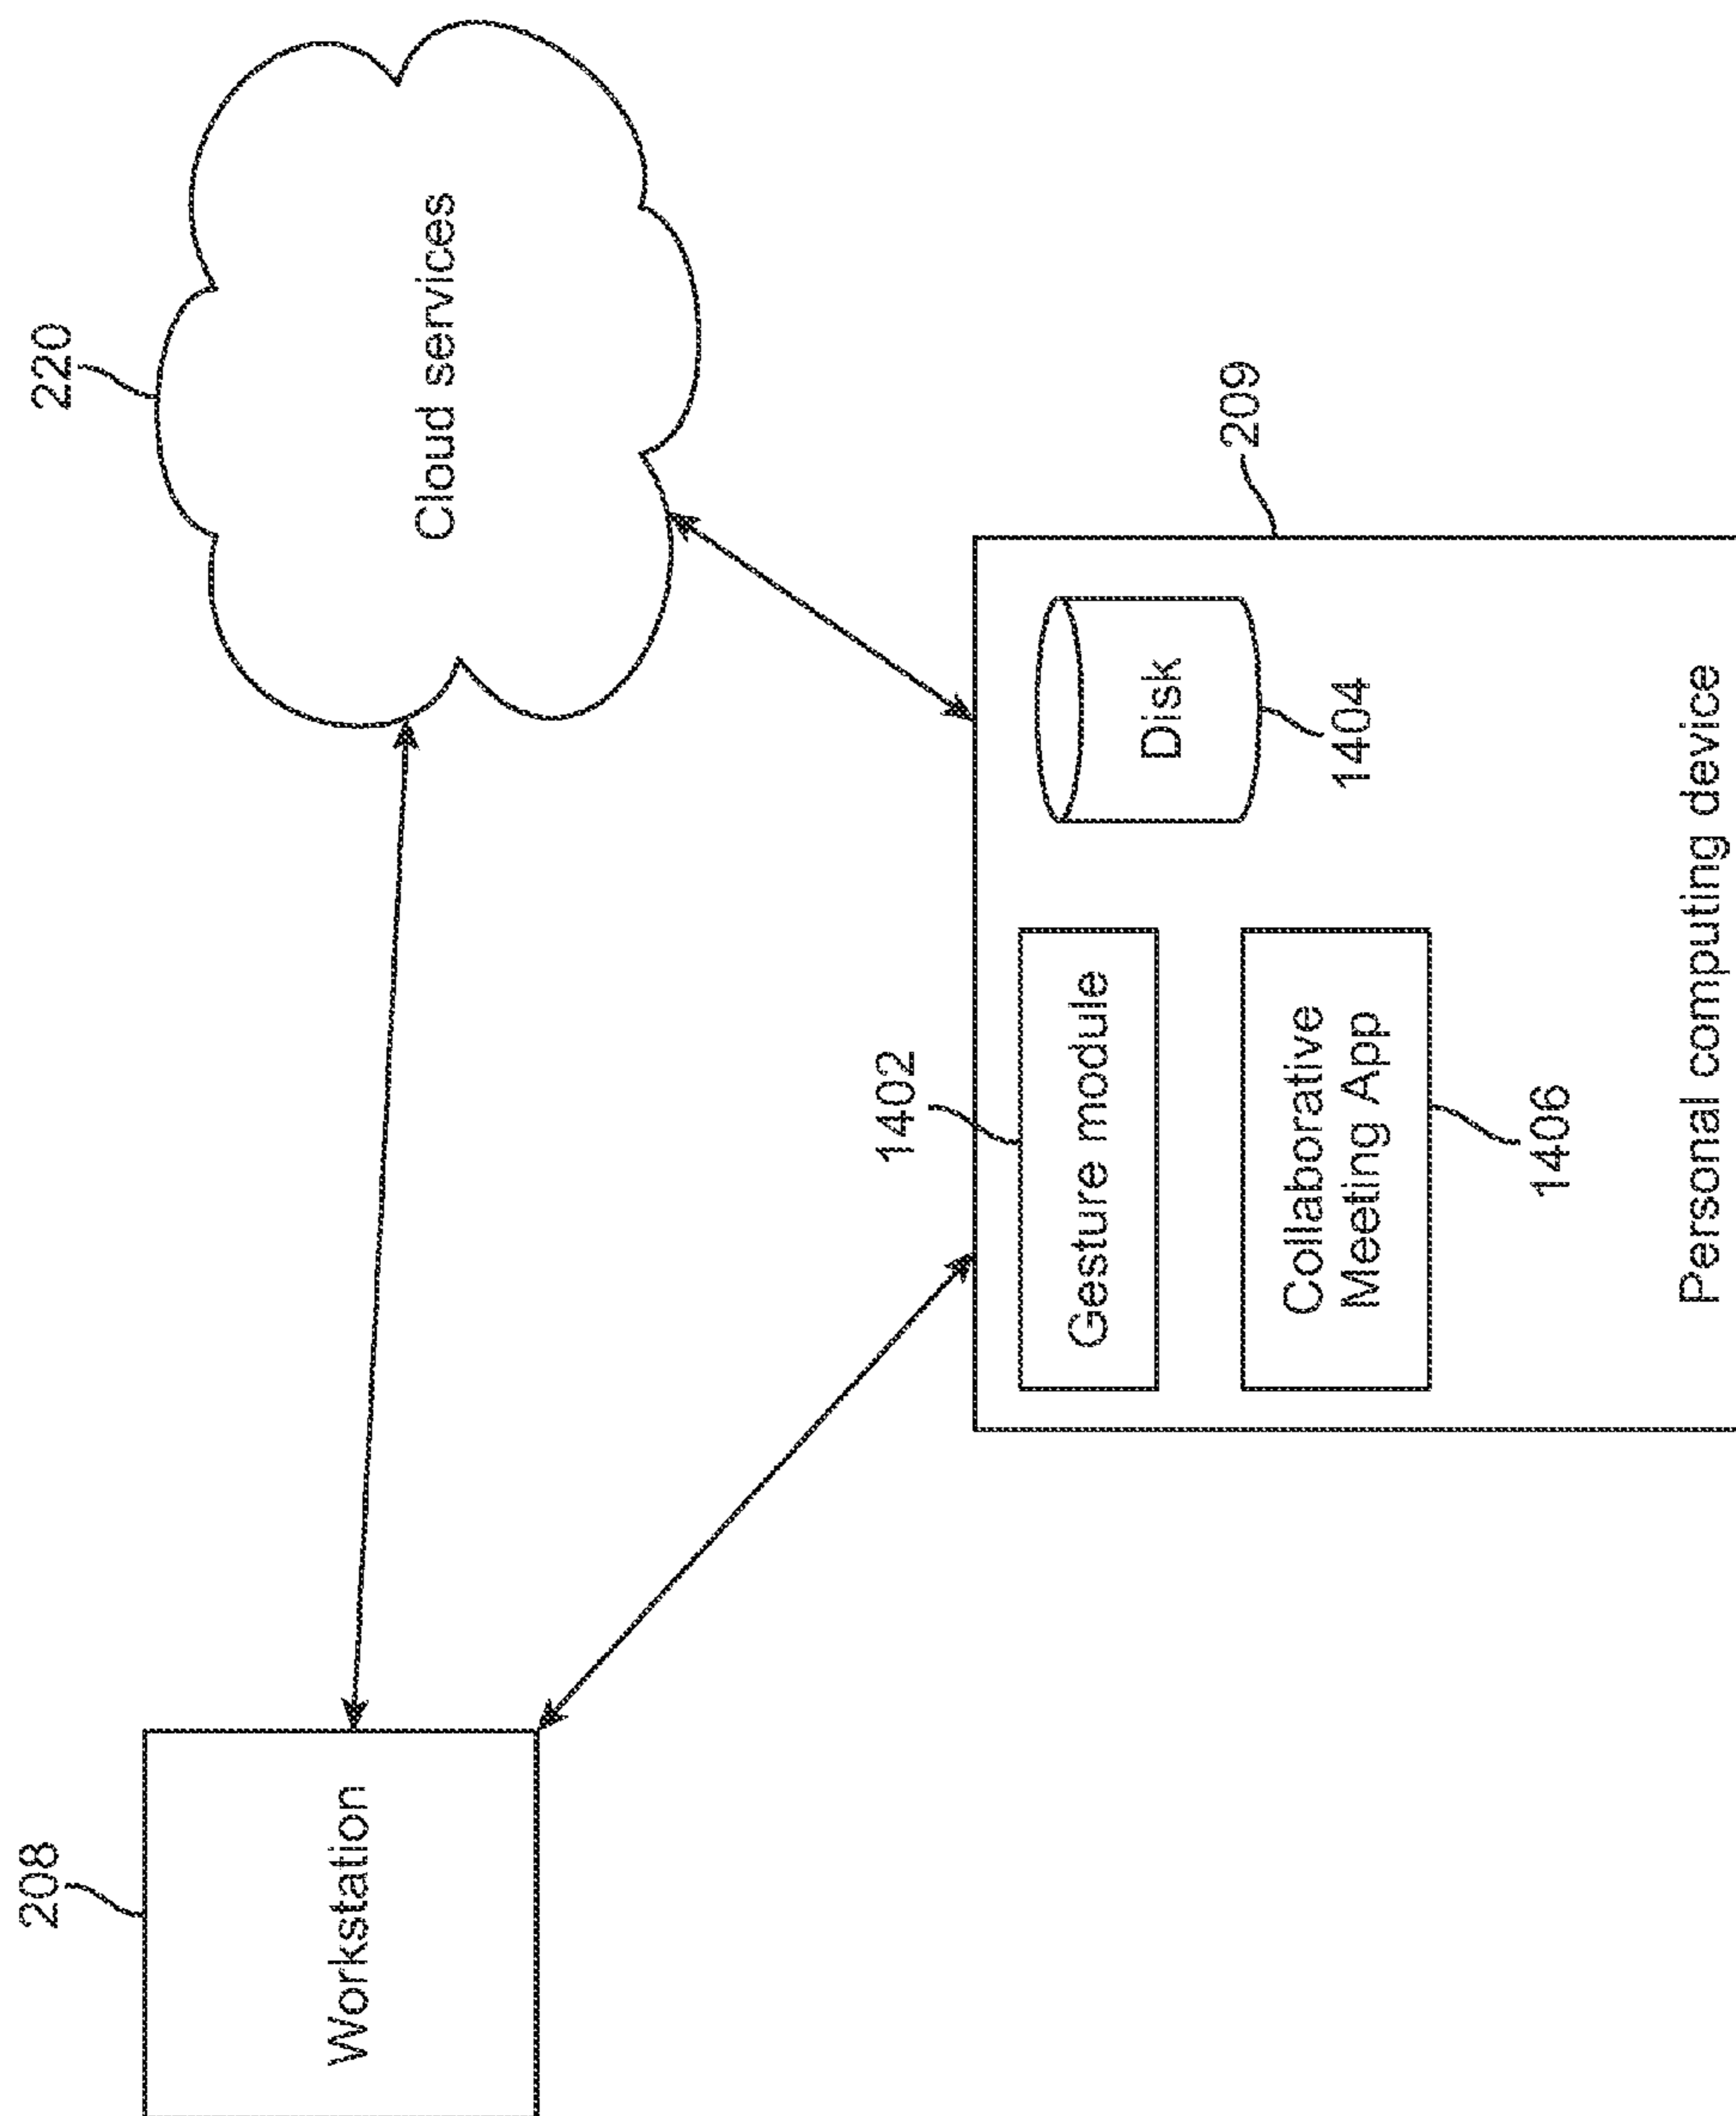 208
Workstation
220
Cloud services
209
1402
Gesture module
Disk
1404
Collaborative
Meeting App
1406
Personal computing device